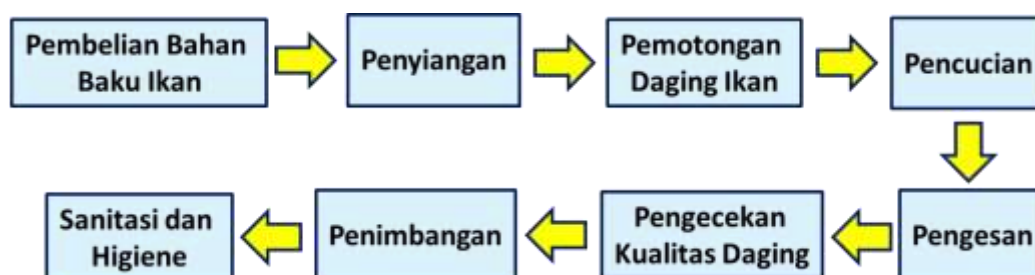 Pembelian Bahan
Baku Ikan
Penyiangan
Pemotongan
Daging Ikan
Pencucian
Pengesan
Pengecekan
Kualitas Daging
Penimbangan
Sanitasi dan
Higiene